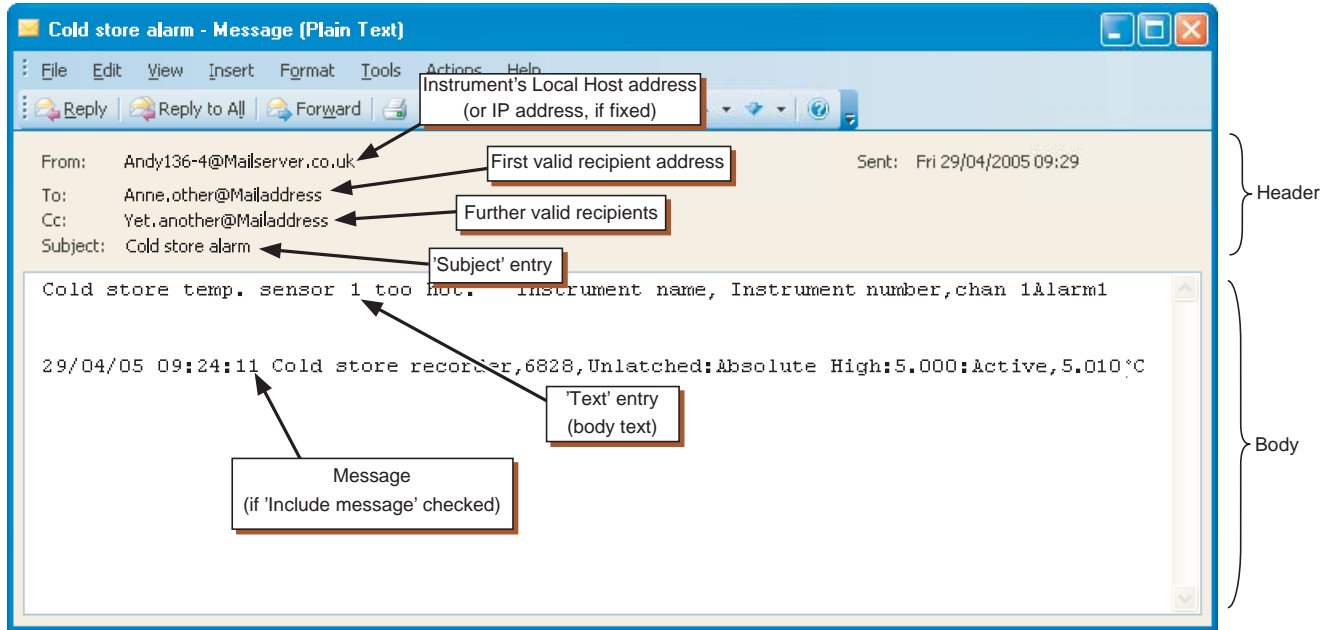 Cold store alarm - Message (Plain Text)
File Edit View Insert Format Tools Actions Help
Instrument's Local Host address
(or IP address, if fixed)
Reply Reply to All Forward
From: Andy136-4@Mailserver.co.uk
First valid recipient address
Sent: Fri 29/04/2005 09:29
To: Anne.other@Mailaddress
Cc: Yet.another@Mailaddress
Further valid recipients
Subject: Cold store alarm
'Subject' entry
Header
Cold store temp. sensor 1 too hot. Instrument name, Instrument number,chan 1Alarm1
29/04/05 09:24:11 Cold store recorder,6828,Unlatched:Absolute High:5.000:Active,5.010°C
'Text' entry
(body text)
Body
Message
(if 'Include message' checked)